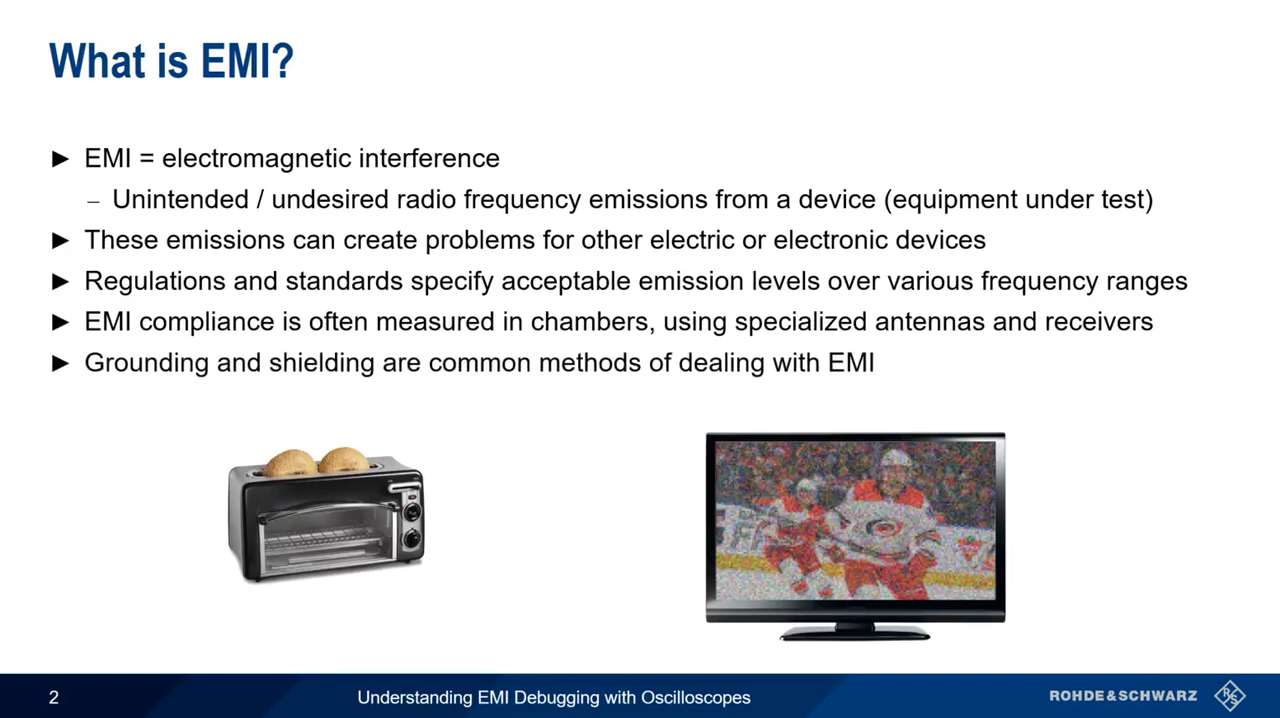 What is EMI?
► EMI = electromagnetic interference
– Unintended / undesired radio frequency emissions from a device (equipment under test)
► These emissions can create problems for other electric or electronic devices
► Regulations and standards specify acceptable emission levels over various frequency ranges
► EMI compliance is often measured in chambers, using specialized antennas and receivers
► Grounding and shielding are common methods of dealing with EMI
2
Understanding EMI Debugging with Oscilloscopes
ROHDE&SCHWARZ
R&S